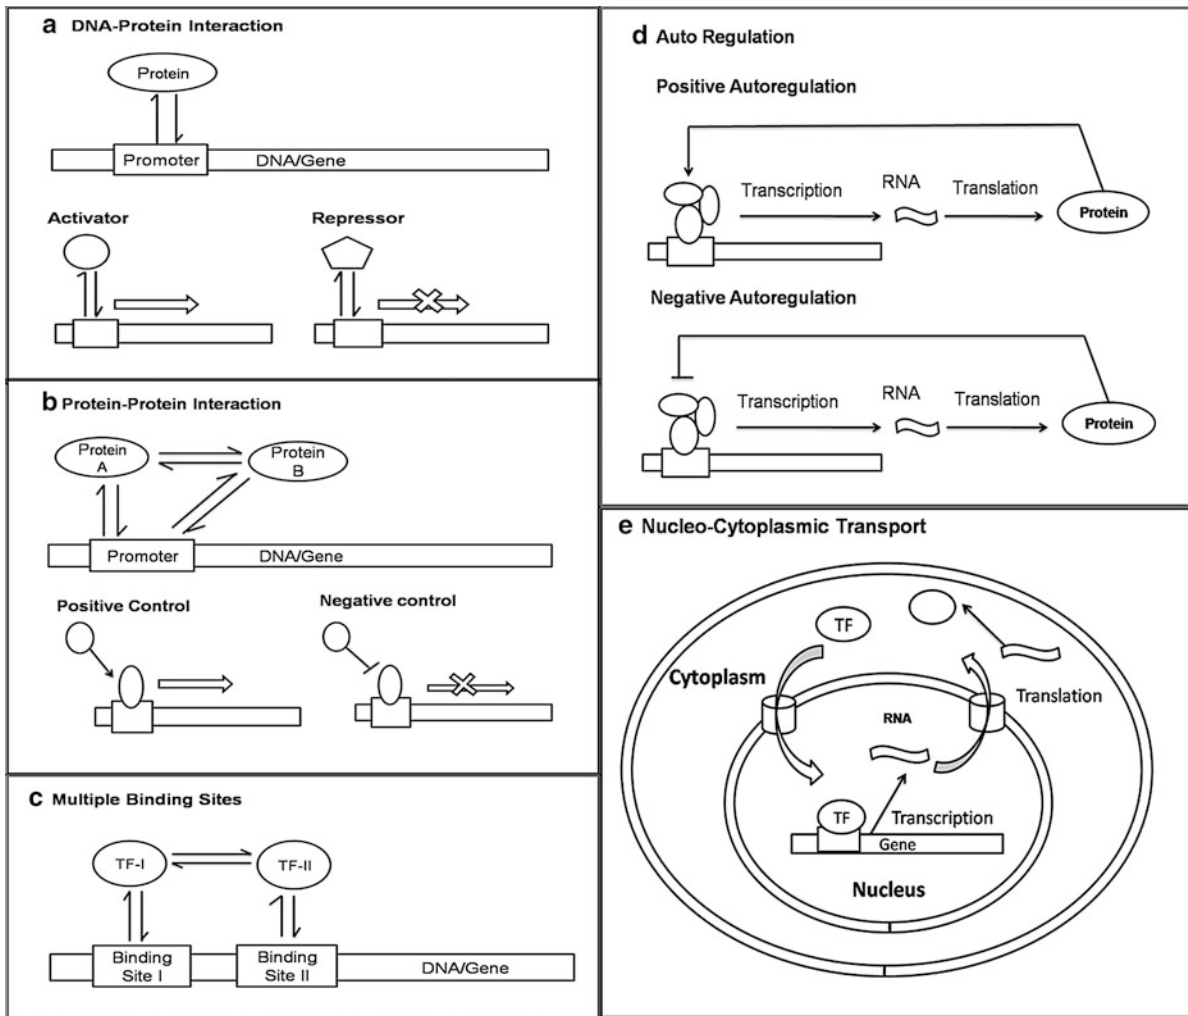 a DNA-Protein Interaction
Protein
Promoter
DNA/Gene
Activator
Repressor
b Protein-Protein Interaction
Protein
A
Protein
B
Promoter
DNA/Gene
Positive Control
Negative control
c Multiple Binding Sites
TF-I
TF-II
Binding
Site I
Binding
Site II
DNA/Gene
d Auto Regulation
Positive Autoregulation
Transcription
RNA
Translation
Protein
Negative Autoregulation
Transcription
RNA
Translation
Protein
e Nucleo-Cytoplasmic Transport
TF
Cytoplasm
Translation
RNA
TF
Transcription
Gene
Nucleus